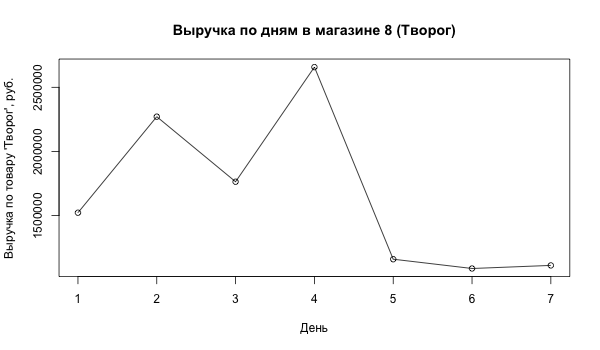 Выручка по дням в магазине 8 (Творог)
Выручка по товару 'Творог', руб.
2500000
2000000
1500000
1 2 3 4 5 6 7
День